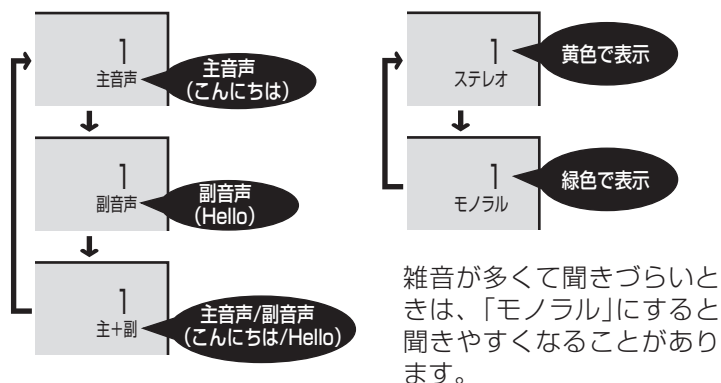 1
主音声
主音声
(こんにちは)
1
副音声
副音声
(Hello)
1
主+副
主音声/副音声
(こんにちは/Hello)
1
ステレオ
黄色で表示
1
モノラル
緑色で表示
雑音が多くて聞きづらいと
きは、「モノラル」にすると
聞きやすくなることがあり
ます。